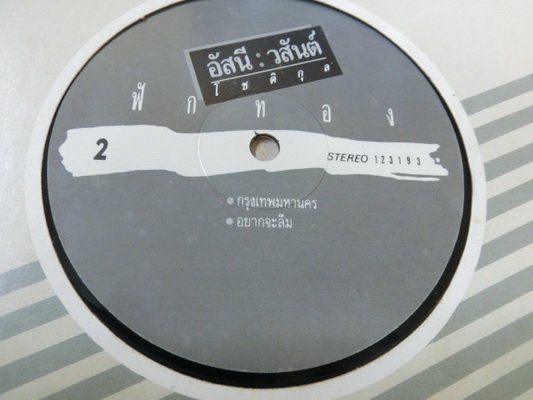 อัสนี : วสันต์
โชติกุล
ฟักทอง
2
STEREO 123193
กรุงเทพมหานคร
อยากจะลืม